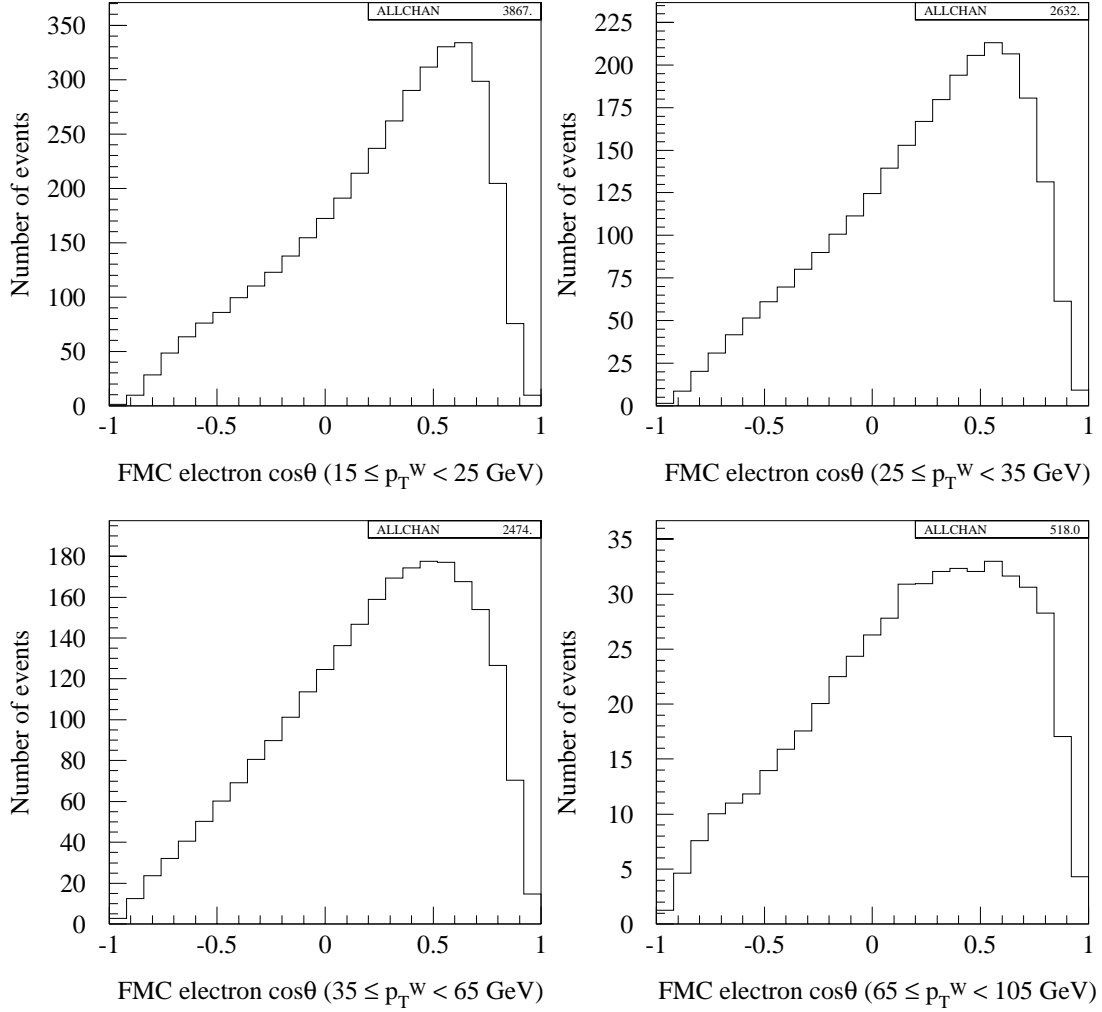 ALLCHAN 3867.
Number of events
350
300
250
200
150
100
50
0
-1 -0.5 0 0.5 1
FMC electron cosθ (15 ≤ p_T^W < 25 GeV)
ALLCHAN 2632.
Number of events
225
200
175
150
125
100
75
50
25
0
-1 -0.5 0 0.5 1
FMC electron cosθ (25 ≤ p_T^W < 35 GeV)
ALLCHAN 2474.
Number of events
180
160
140
120
100
80
60
40
20
0
-1 -0.5 0 0.5 1
FMC electron cosθ (35 ≤ p_T^W < 65 GeV)
ALLCHAN 518.0
Number of events
35
30
25
20
15
10
5
0
-1 -0.5 0 0.5 1
FMC electron cosθ (65 ≤ p_T^W < 105 GeV)